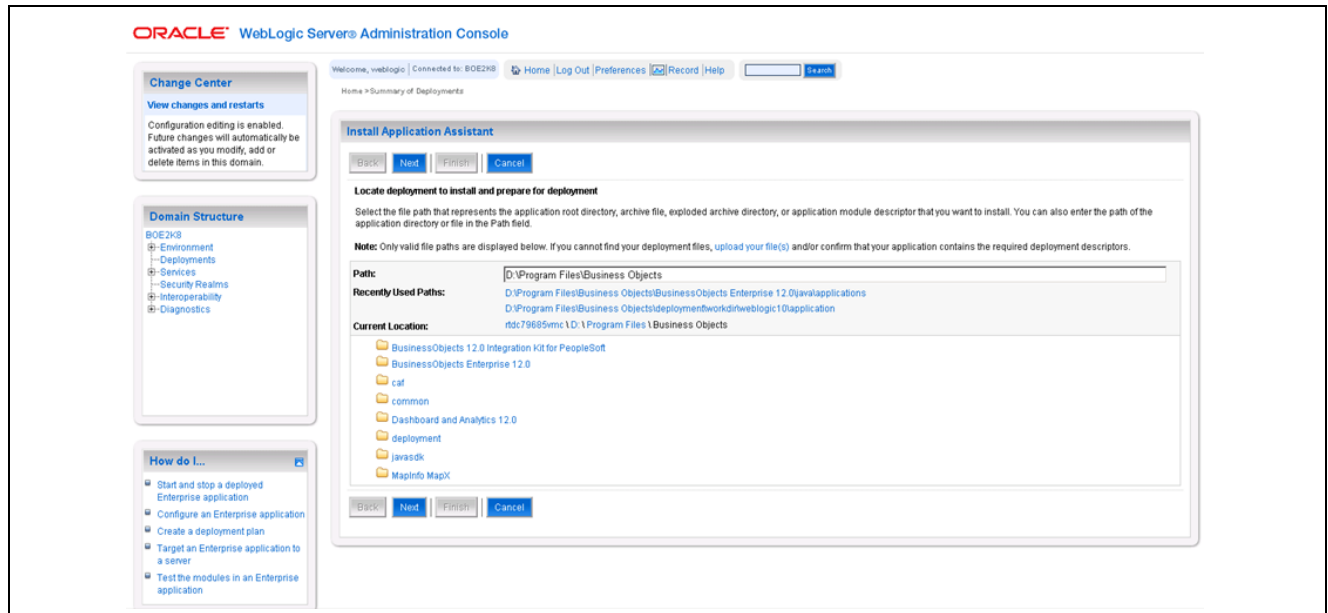 ORACLE WebLogic Server® Administration Console
Welcome, weblogic Connected to: BOE2K8 Home Log Out Preferences Record Help Search
Home >Summary of Deployments
Change Center
View changes and restarts
Configuration editing is enabled.
Future changes will automatically be
activated as you modify, add or
delete items in this domain.
Domain Structure
BOE2K8
Environment
Deployments
Services
Security Realms
Interoperability
Diagnostics
How do I...
Start and stop a deployed
Enterprise application
Configure an Enterprise application
Create a deployment plan
Target an Enterprise application to
a server
Test the modules in an Enterprise
application
Install Application Assistant
Back Next Finish Cancel
Locate deployment to install and prepare for deployment
Select the file path that represents the application root directory, archive file, exploded archive directory, or application module descriptor that you want to install. You can also enter the path of the
application directory or file in the Path field.
Note: Only valid file paths are displayed below. If you cannot find your deployment files, upload your file(s) and/or confirm that your application contains the required deployment descriptors.
Path: D:\Program Files\Business Objects
Recently Used Paths: D:\Program Files\Business Objects\BusinessObjects Enterprise 12.0\java\applications
D:\Program Files\Business Objects\deployment\workdir\weblogic10\application
Current Location: rtdc79685vmc \ D: \ Program Files \ Business Objects
BusinessObjects 12.0 Integration Kit for PeopleSoft
BusinessObjects Enterprise 12.0
caf
common
Dashboard and Analytics 12.0
deployment
javasdk
MapInfo MapX
Back Next Finish Cancel